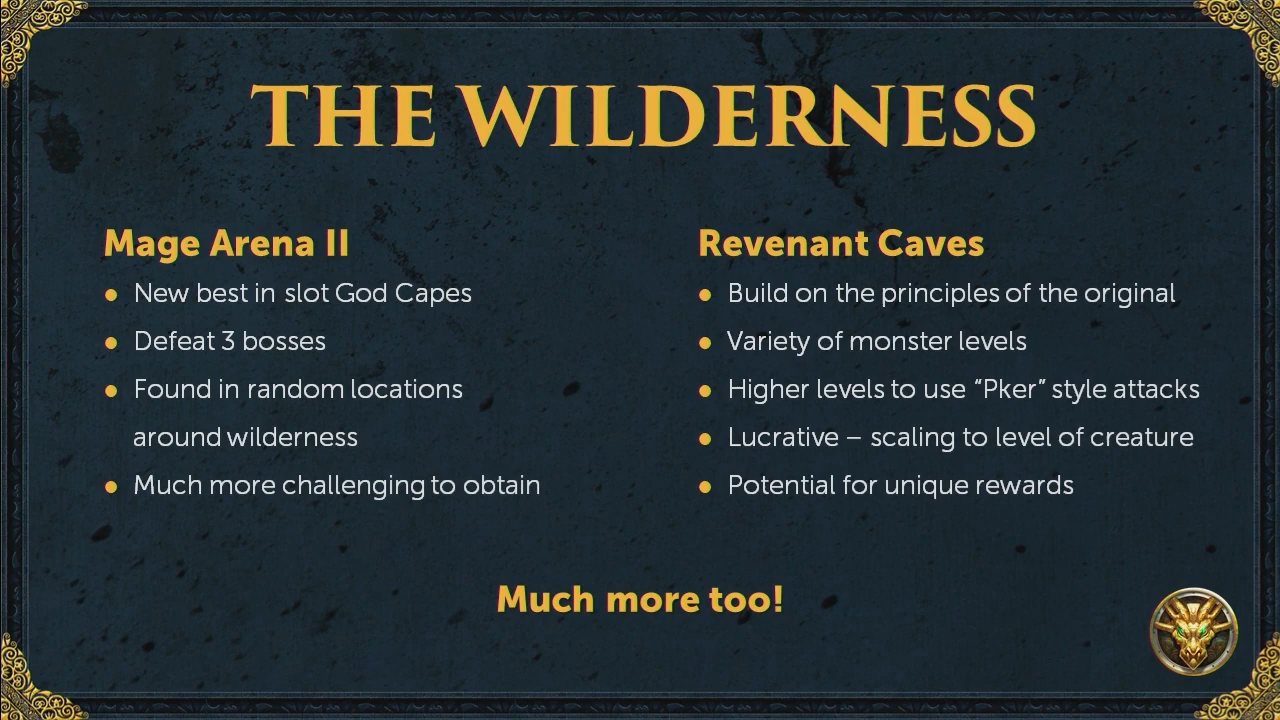 THE WILDERNESS
Mage Arena II
• New best in slot God Capes
• Defeat 3 bosses
• Found in random locations
around wilderness
• Much more challenging to obtain
Revenant Caves
• Build on the principles of the original
• Variety of monster levels
• Higher levels to use “Pker” style attacks
• Lucrative – scaling to level of creature
• Potential for unique rewards
Much more too!